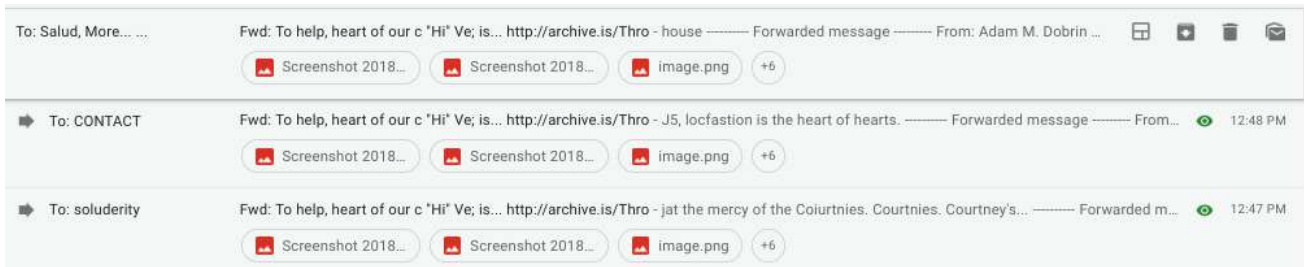 To: Salud, More... ... Fwd: To help, heart of our c "Hi" Ve; is... http://archive.is/Thro - house ---------- Forwarded message ---------- From: Adam M. Dobrin ...
Screenshot 2018... Screenshot 2018... image.png +6
To: CONTACT Fwd: To help, heart of our c "Hi" Ve; is... http://archive.is/Thro - J5, locfastion is the heart of hearts. ---------- Forwarded message ---------- From... 12:48 PM
Screenshot 2018... Screenshot 2018... image.png +6
To: soluderity Fwd: To help, heart of our c "Hi" Ve; is... http://archive.is/Thro - jat the mercy of the Coiurtnies. Courtnies. Courtney's... ---------- Forwarded m... 12:47 PM
Screenshot 2018... Screenshot 2018... image.png +6